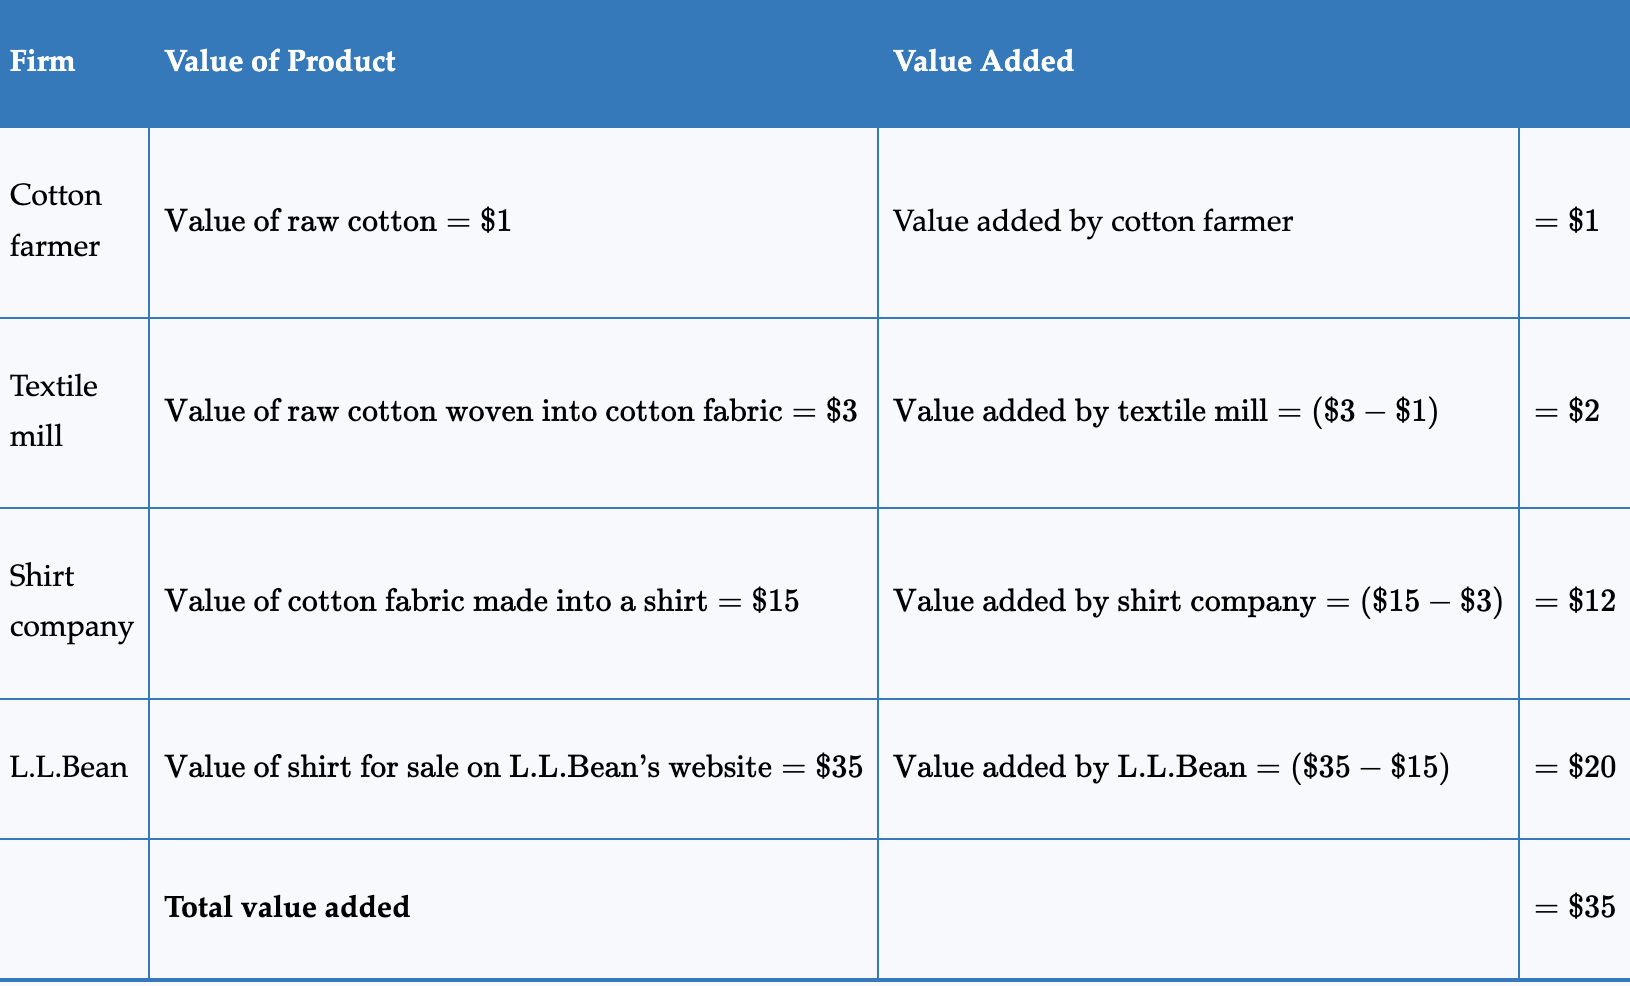 Firm Value of Product Value Added
Cotton
farmer
Value of raw cotton = $1
Value added by cotton farmer
= $1
Textile
mill
Value of raw cotton woven into cotton fabric = $3
Value added by textile mill = ($3 – $1)
= $2
Shirt
company
Value of cotton fabric made into a shirt = $15
Value added by shirt company = ($15 – $3)
= $12
L.L.Bean
Value of shirt for sale on L.L.Bean’s website = $35
Value added by L.L.Bean = ($35 – $15)
= $20
Total value added
= $35